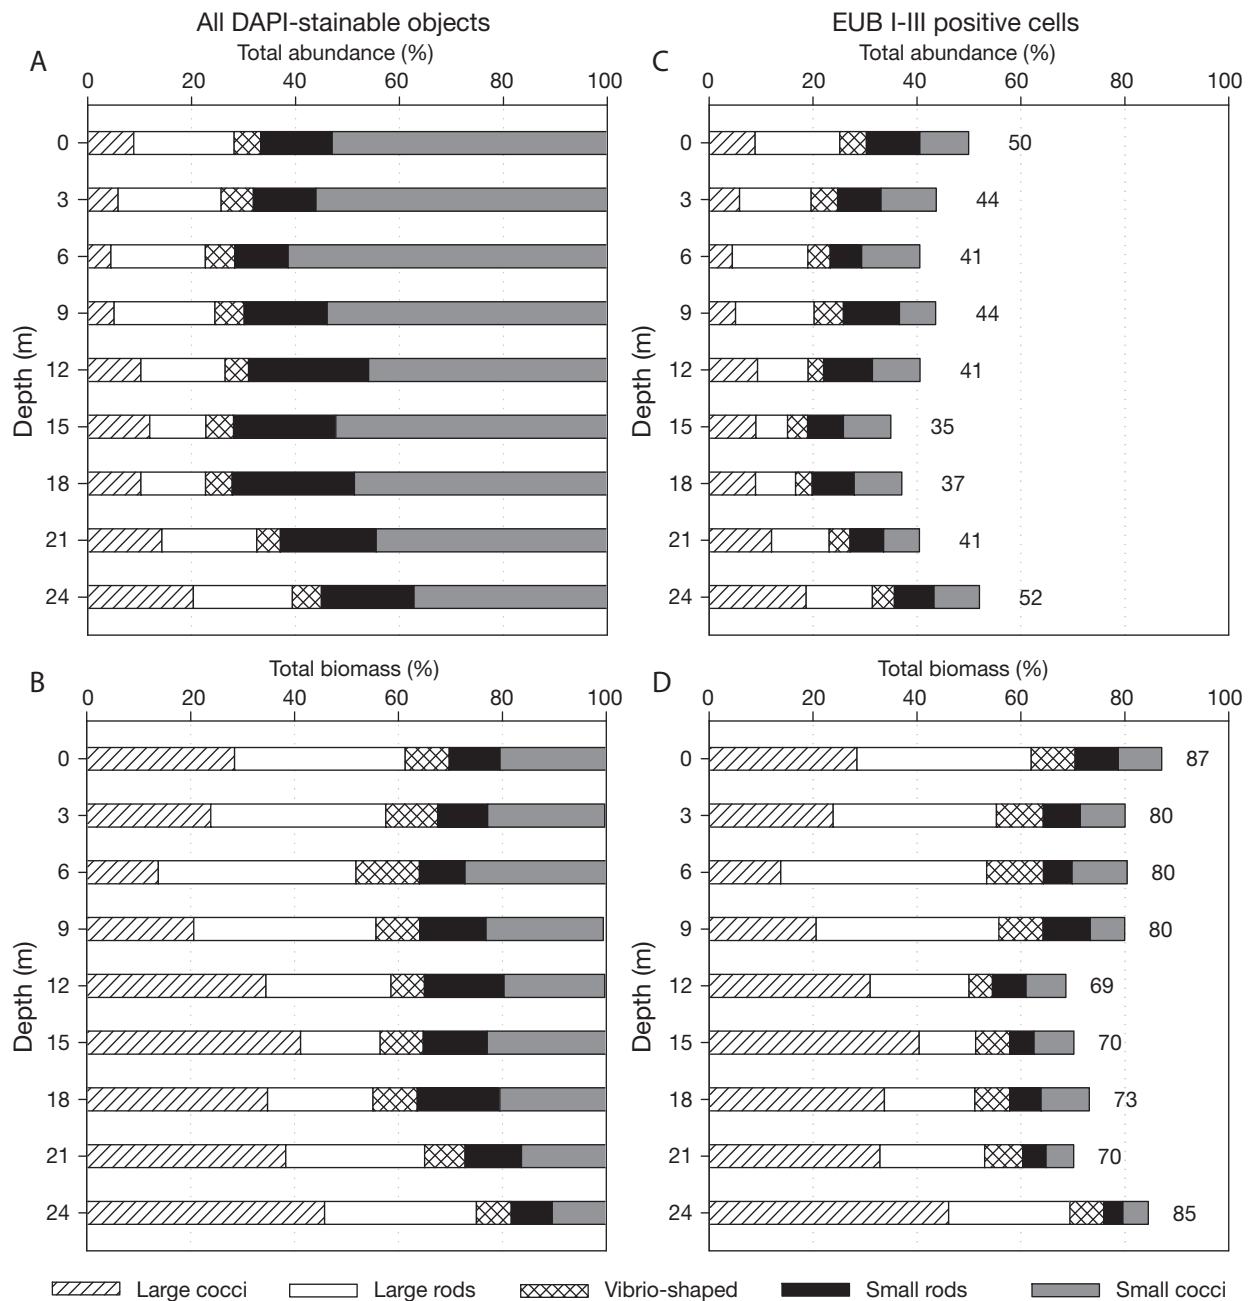 All DAPI-stainable objects
EUB I-III positive cells
A
Total abundance (%)
0 20 40 60 80 100
Depth (m)
0
3
6
9
12
15
18
21
24
C
Total abundance (%)
0 20 40 60 80 100
Depth (m)
0 50
3 44
6 41
9 44
12 41
15 35
18 37
21 41
24 52
B
Total biomass (%)
0 20 40 60 80 100
Depth (m)
0
3
6
9
12
15
18
21
24
D
Total biomass (%)
0 20 40 60 80 100
Depth (m)
0 87
3 80
6 80
9 80
12 69
15 70
18 73
21 70
24 85
Large cocci Large rods Vibrio-shaped Small rods Small cocci